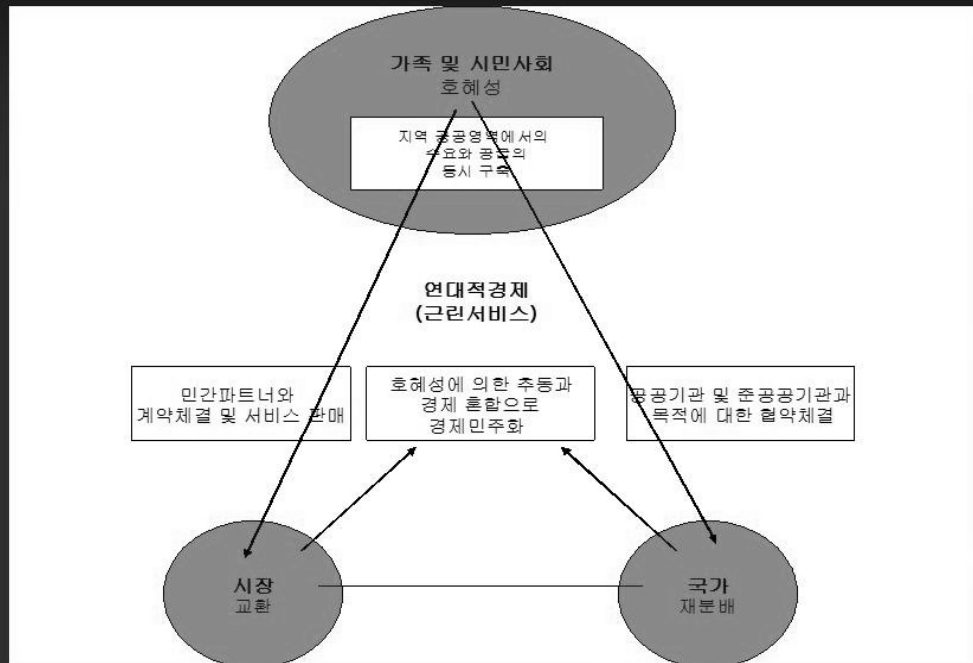 가족 및 시민사회
호혜성
지역 공공영역에서의
수요와 공급의
동시 구축
연대적경제
(근린서비스)
민간파트너와
계약체결 및 서비스 판매
호혜성에 의한 추동과
경제 혼합으로
경제민주화
공공기관 및 준공공기관과
목적에 대한 협약체결
시장
교환
국가
재분배